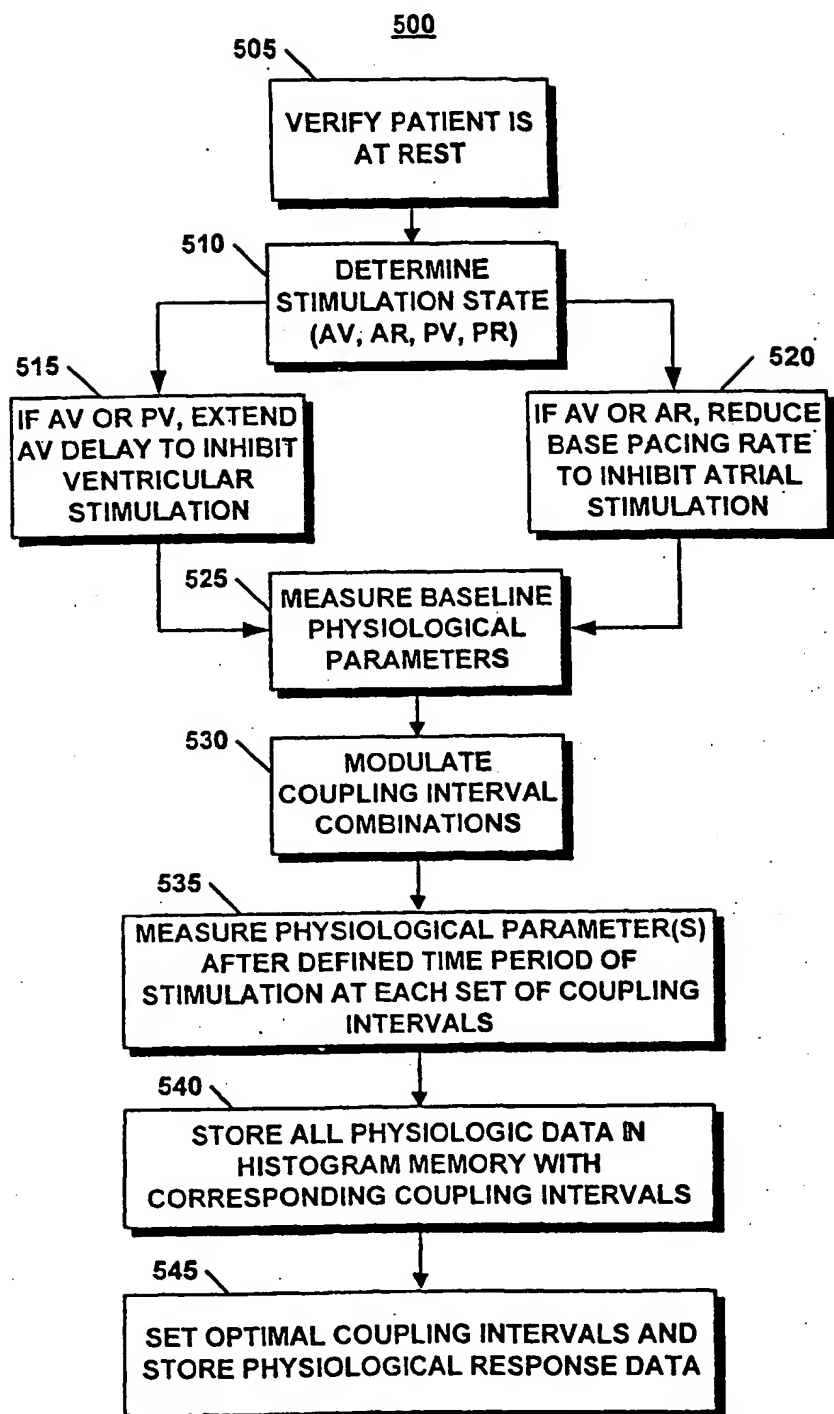 500
505
VERIFY PATIENT IS
AT REST
510
DETERMINE
STIMULATION STATE
(AV, AR, PV, PR)
515
IF AV OR PV, EXTEND
AV DELAY TO INHIBIT
VENTRICULAR
STIMULATION
520
IF AV OR AR, REDUCE
BASE PACING RATE
TO INHIBIT ATRIAL
STIMULATION
525
MEASURE BASELINE
PHYSIOLOGICAL
PARAMETERS
530
MODULATE
COUPLING INTERVAL
COMBINATIONS
535
MEASURE PHYSIOLOGICAL PARAMETER(S)
AFTER DEFINED TIME PERIOD OF
STIMULATION AT EACH SET OF COUPLING
INTERVALS
540
STORE ALL PHYSIOLOGIC DATA IN
HISTOGRAM MEMORY WITH
CORRESPONDING COUPLING INTERVALS
545
SET OPTIMAL COUPLING INTERVALS AND
STORE PHYSIOLOGICAL RESPONSE DATA